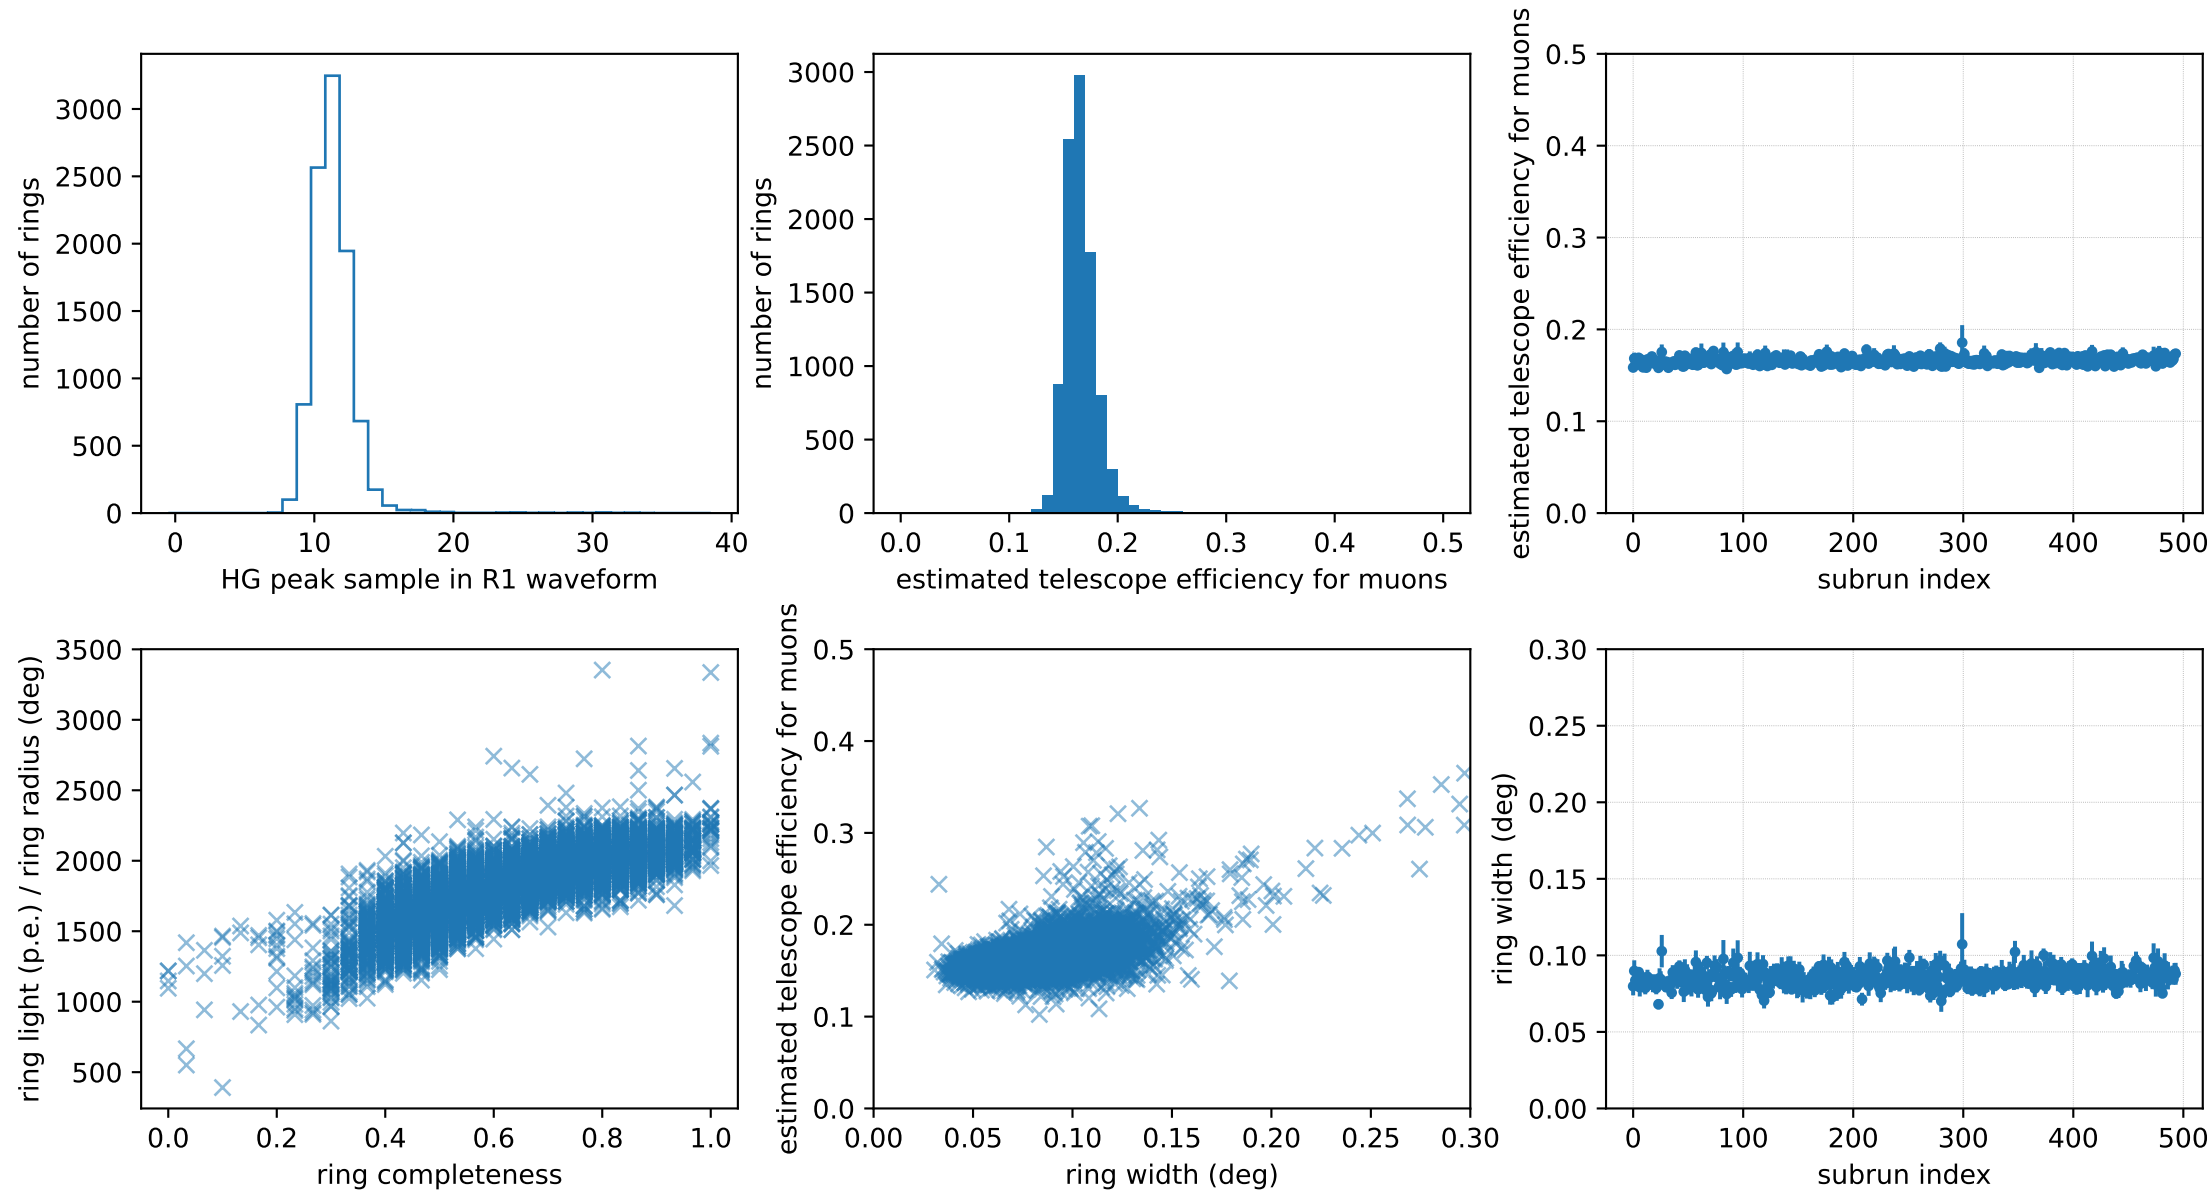 number of rings
3000
2500
2000
1500
1000
500
0
0 10 20 30 40
HG peak sample in R1 waveform
number of rings
3000
2500
2000
1500
1000
500
0
0.0 0.1 0.2 0.3 0.4 0.5
estimated telescope efficiency for muons
estimated telescope efficiency for muons
0.5
0.4
0.3
0.2
0.1
0.0
0 100 200 300 400 500
subrun index
ring light (p.e.) / ring radius (deg)
3500
3000
2500
2000
1500
1000
500
0.0 0.2 0.4 0.6 0.8 1.0
ring completeness
estimated telescope efficiency for muons
0.5
0.4
0.3
0.2
0.1
0.0
0.00 0.05 0.10 0.15 0.20 0.25 0.30
ring width (deg)
ring width (deg)
0.30
0.25
0.20
0.15
0.10
0.05
0.00
0 100 200 300 400 500
subrun index